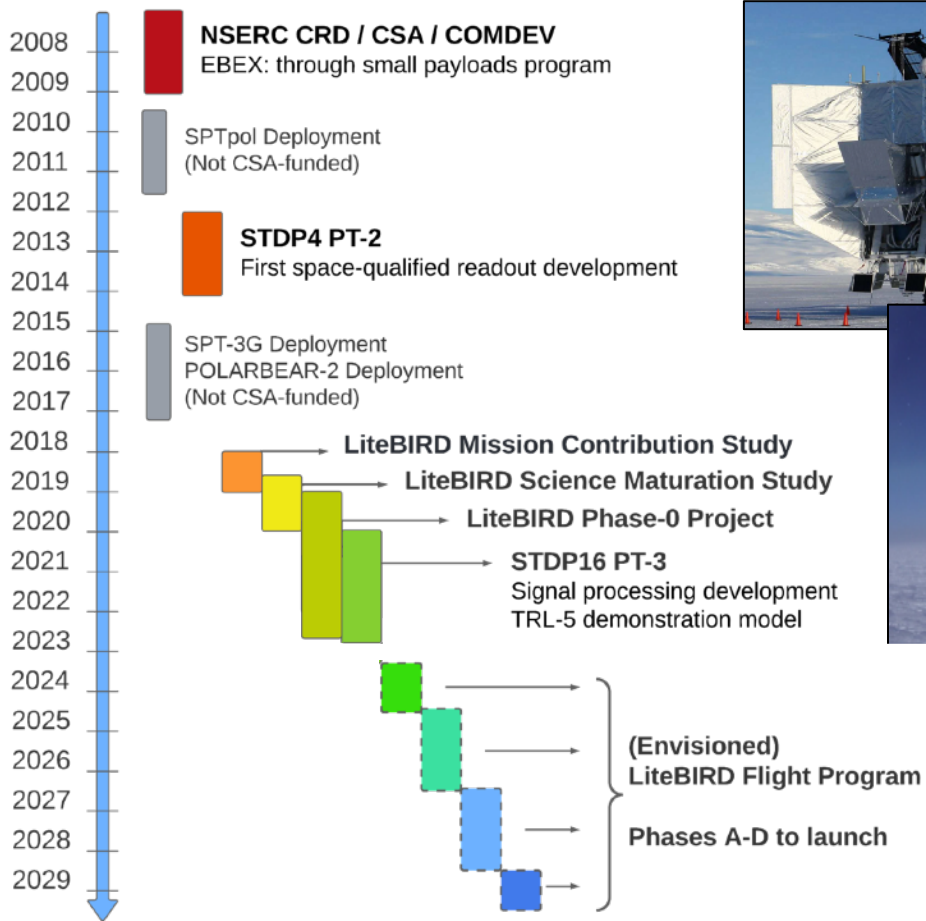 2008
2009
2010
2011
2012
2013
2014
2015
2016
2017
2018
2019
2020
2021
2022
2023
2024
2025
2026
2027
2028
2029
NSERC CRD / CSA / COMDEV
EBEX: through small payloads program
SPTpol Deployment
(Not CSA-funded)
STDP4 PT-2
First space-qualified readout development
SPT-3G Deployment
POLARBEAR-2 Deployment
(Not CSA-funded)
LiteBIRD Mission Contribution Study
LiteBIRD Science Maturation Study
LiteBIRD Phase-0 Project
STDP16 PT-3
Signal processing development
TRL-5 demonstration model
(Envisioned)
LiteBIRD Flight Program
Phases A-D to launch